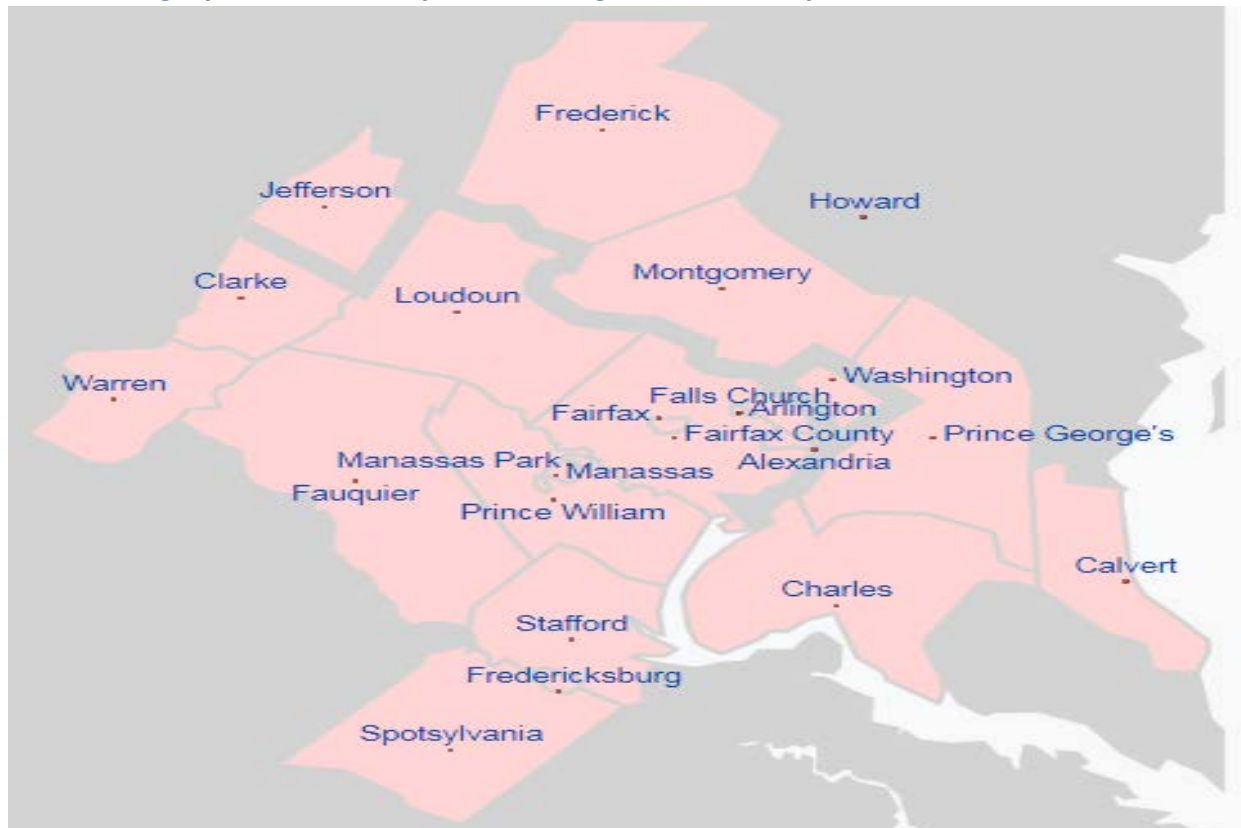 Frederick
Jefferson
Howard
Clarke
Loudoun
Montgomery
Warren
Washington
Falls Church
Fairfax
Arlington
Fairfax County
Prince George's
Manassas Park
Manassas
Alexandria
Fauquier
Prince William
Calvert
Charles
Stafford
Fredericksburg
Spotsylvania